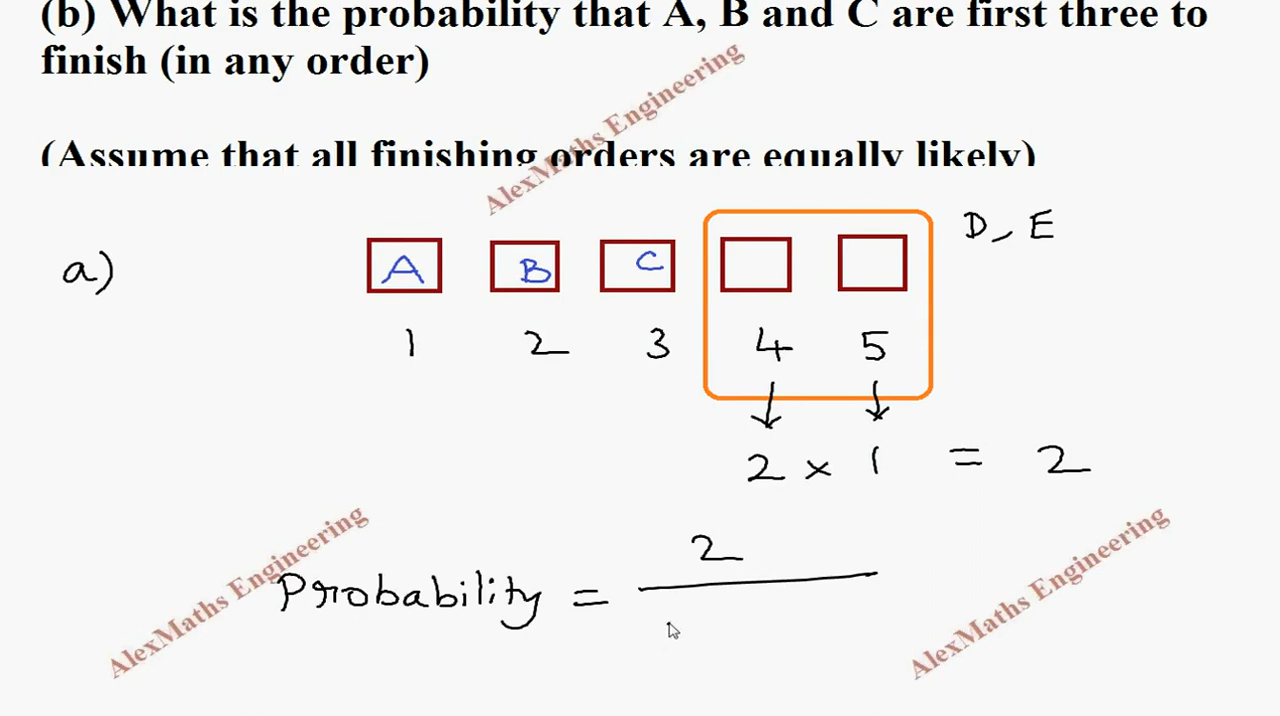 (b) What is the probability that A, B and C are first three to
finish (in any order)
AlexMaths Engineering
(Assume that all finishing orders are equally likely)
D, E
a) A B C
1 2 3 4 5
2 × 1 = 2
AlexMaths Engineering
AlexMaths Engineering
2
Probability =